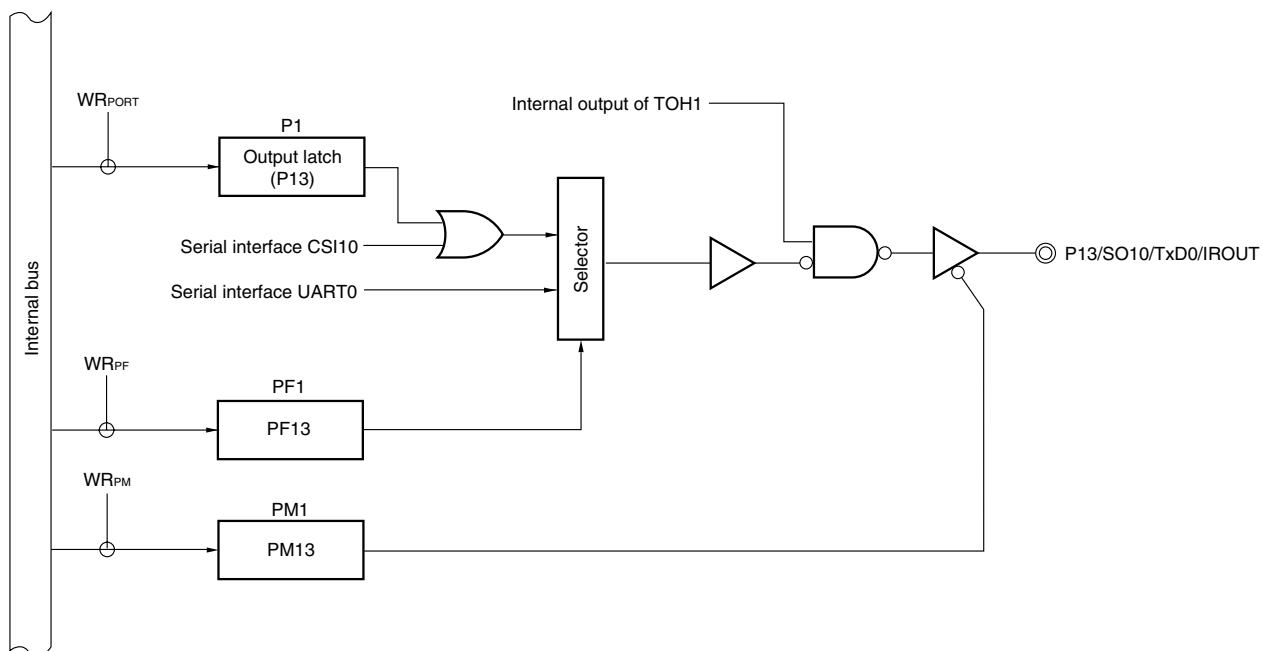 WRPORT
Internal output of TOH1
P1
Output latch
(P13)
Serial interface CSI10
Serial interface UART0
Selector
P13/SO10/TxD0/IROUT
Internal bus
WRPF
PF1
PF13
WRPM
PM1
PM13